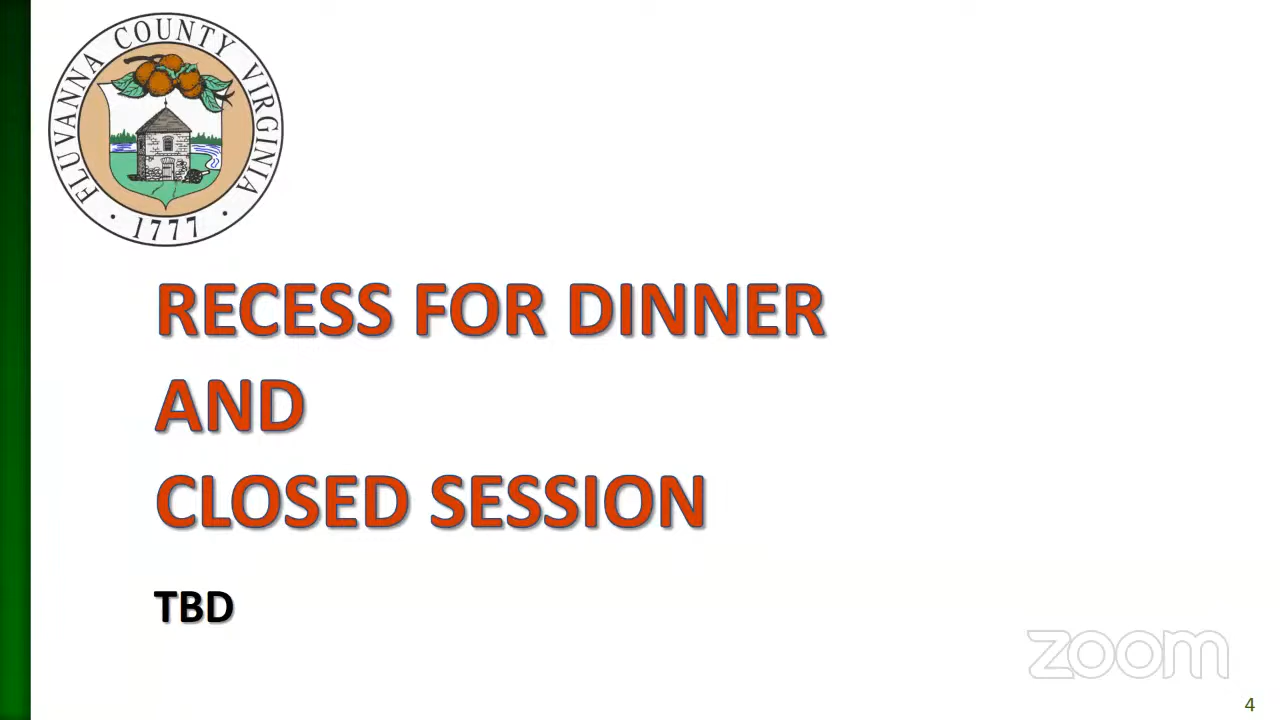 FLUVANNA COUNTY VIRGINIA
· 1777 ·
RECESS FOR DINNER
AND
CLOSED SESSION
TBD
zoom
4